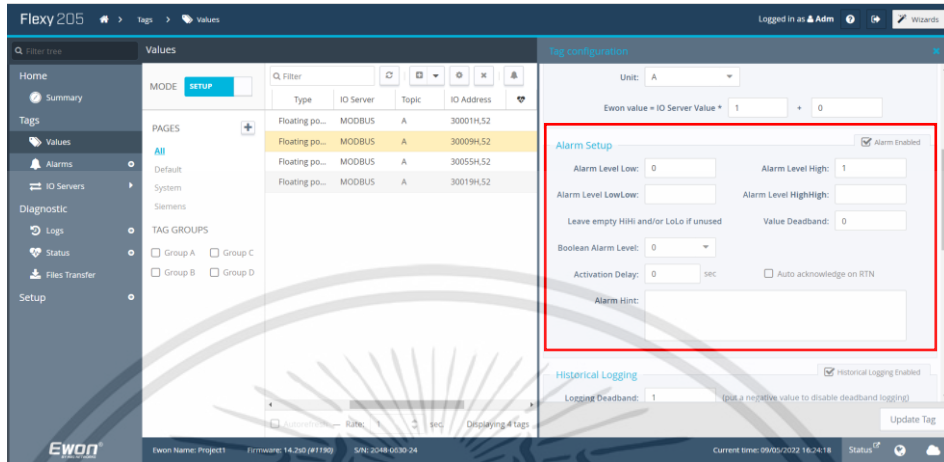 Flexy 205 > Tags > Values Logged in as Adm Wizards
Filter tree
Home
Summary
Tags
Values
Alarms
IO Servers
Diagnostic
Logs
Status
Files Transfer
Setup
Values
MODE SETUP
PAGES
All
Default
System
Siemens
TAG GROUPS
Group A Group C
Group B Group D
Filter
Type IO Server Topic IO Address
Floating po... MODBUS A 30001H,52
Floating po... MODBUS A 30009H,52
Floating po... MODBUS A 30055H,52
Floating po... MODBUS A 30019H,52
Autorefresh — Rate: 1 sec Displaying 4 tags
Tag configuration
Unit: A
Ewon value = IO Server Value * 1 + 0
Alarm Setup Alarm Enabled
Alarm Level Low: 0 Alarm Level High: 1
Alarm Level LowLow: Alarm Level HighHigh:
Leave empty HiHi and/or LoLo if unused Value Deadband: 0
Boolean Alarm Level: 0
Activation Delay: 0 sec Auto acknowledge on RTN
Alarm Hint:
Historical Logging Historical Logging Enabled
Logging Deadband: 1 (put a negative value to disable deadband logging)
Update Tag
Ewon® Ewon Name: Project1 Firmware: 14.2s0 (#1190) S/N: 2048-0630-24 Current time: 09/05/2022 16:24:18 Status